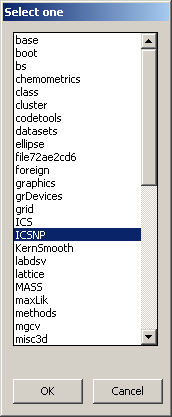 Select one
base
boot
bs
chemometrics
class
cluster
codetools
datasets
ellipse
file72ae2cd6
foreign
graphics
grDevices
grid
ICS
ICSNP
KernSmooth
labdsv
lattice
MASS
maxLik
methods
mgcv
misc3d
OK
Cancel